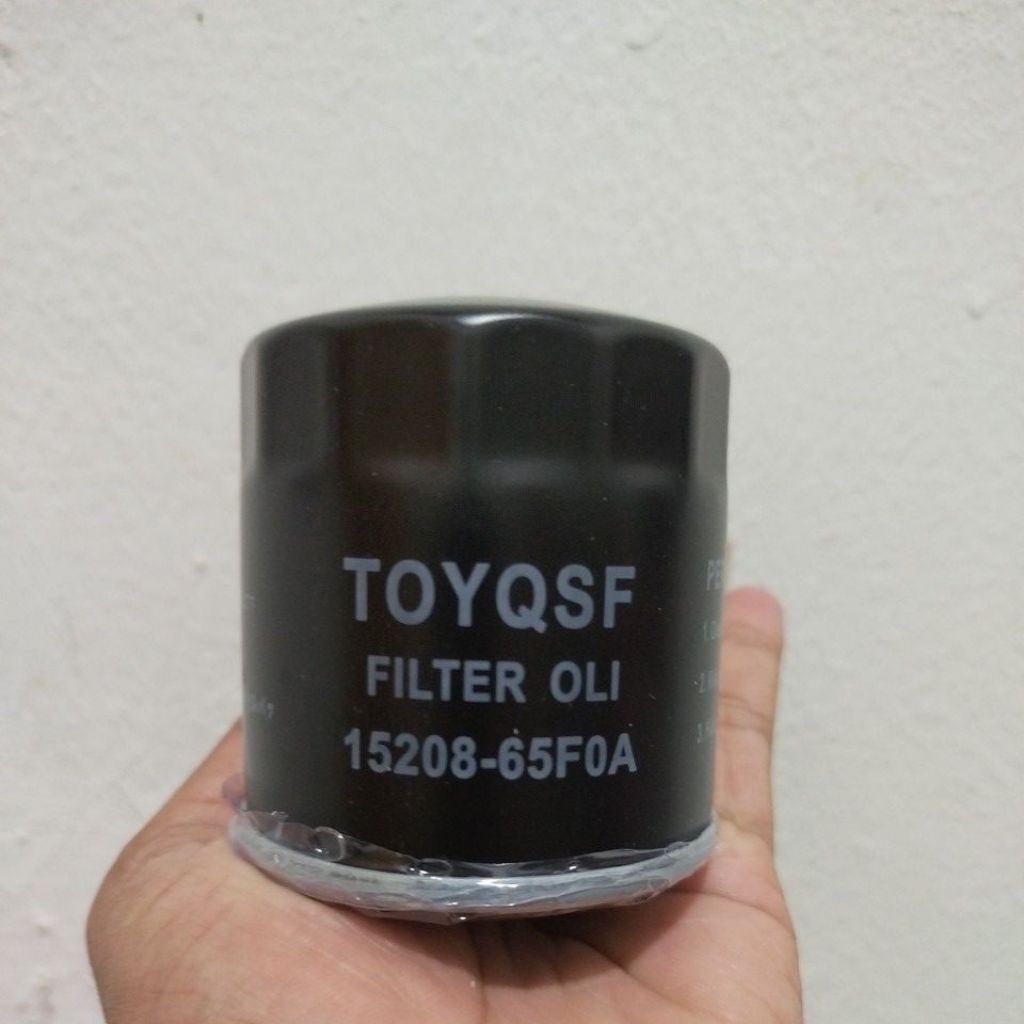 TOYQSF
FILTER OLI
15208-65F0A